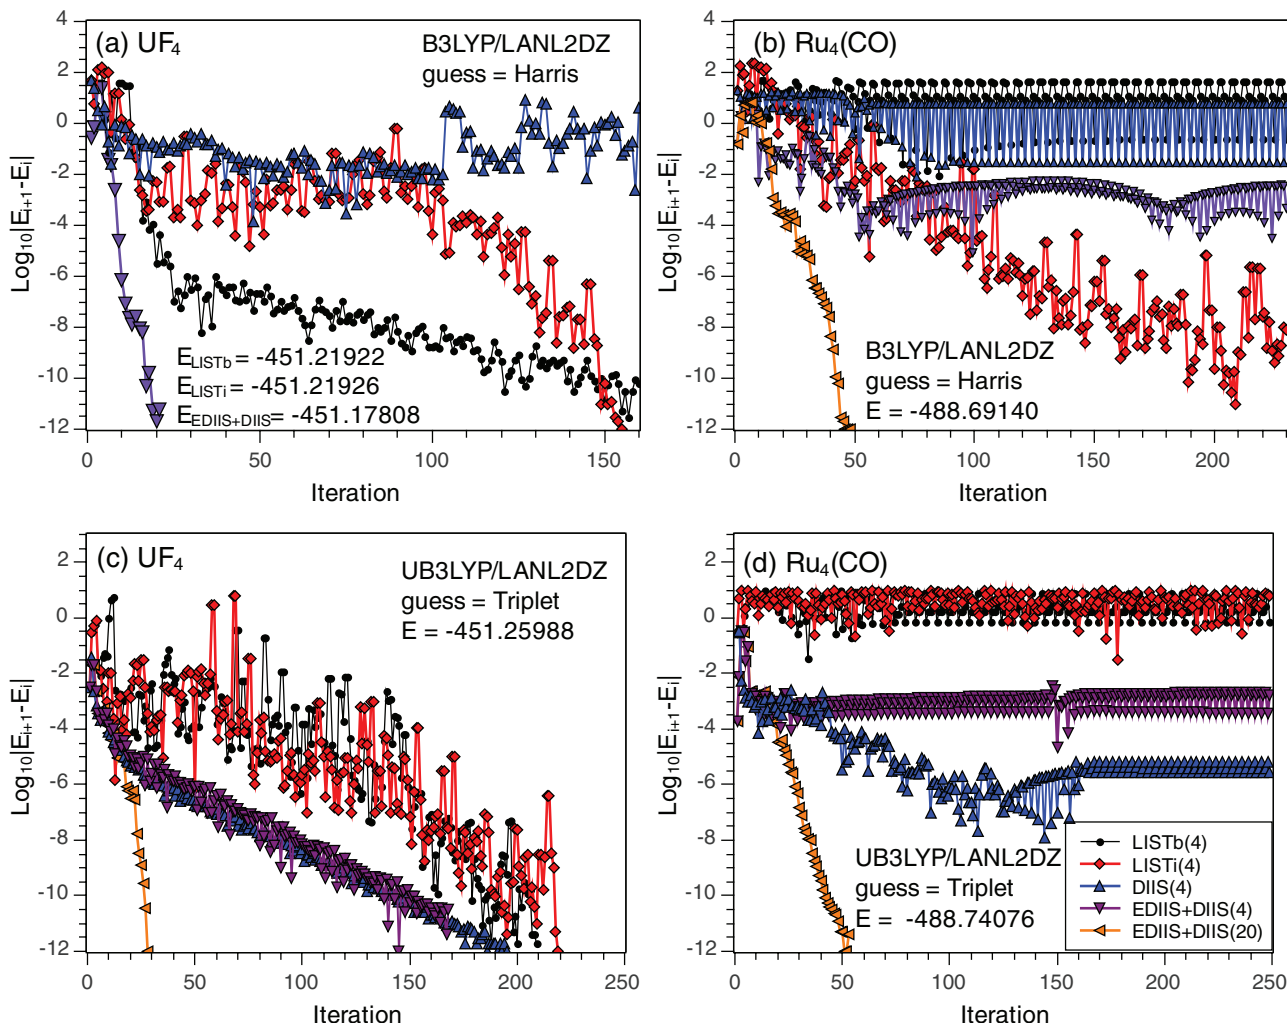 (a) UF4
B3LYP/LANL2DZ
guess = Harris
ELISTb = -451.21922
ELISTi = -451.21926
EEDIIS+DIIS= -451.17808
4
2
0
-2
-4
-6
-8
-10
-12
Log10|Ei+1-Ei|
0 50 100 150
Iteration
(b) Ru4(CO)
B3LYP/LANL2DZ
guess = Harris
E = -488.69140
4
2
0
-2
-4
-6
-8
-10
-12
Log10|Ei+1-Ei|
0 50 100 150 200
Iteration
(c) UF4
UB3LYP/LANL2DZ
guess = Triplet
E = -451.25988
2
0
-2
-4
-6
-8
-10
-12
Log10|Ei+1-Ei|
0 50 100 150 200 250
Iteration
(d) Ru4(CO)
UB3LYP/LANL2DZ
guess = Triplet
E = -488.74076
LISTb(4)
LISTi(4)
DIIS(4)
EDIIS+DIIS(4)
EDIIS+DIIS(20)
2
0
-2
-4
-6
-8
-10
-12
Log10|Ei+1-Ei|
0 50 100 150 200 250
Iteration